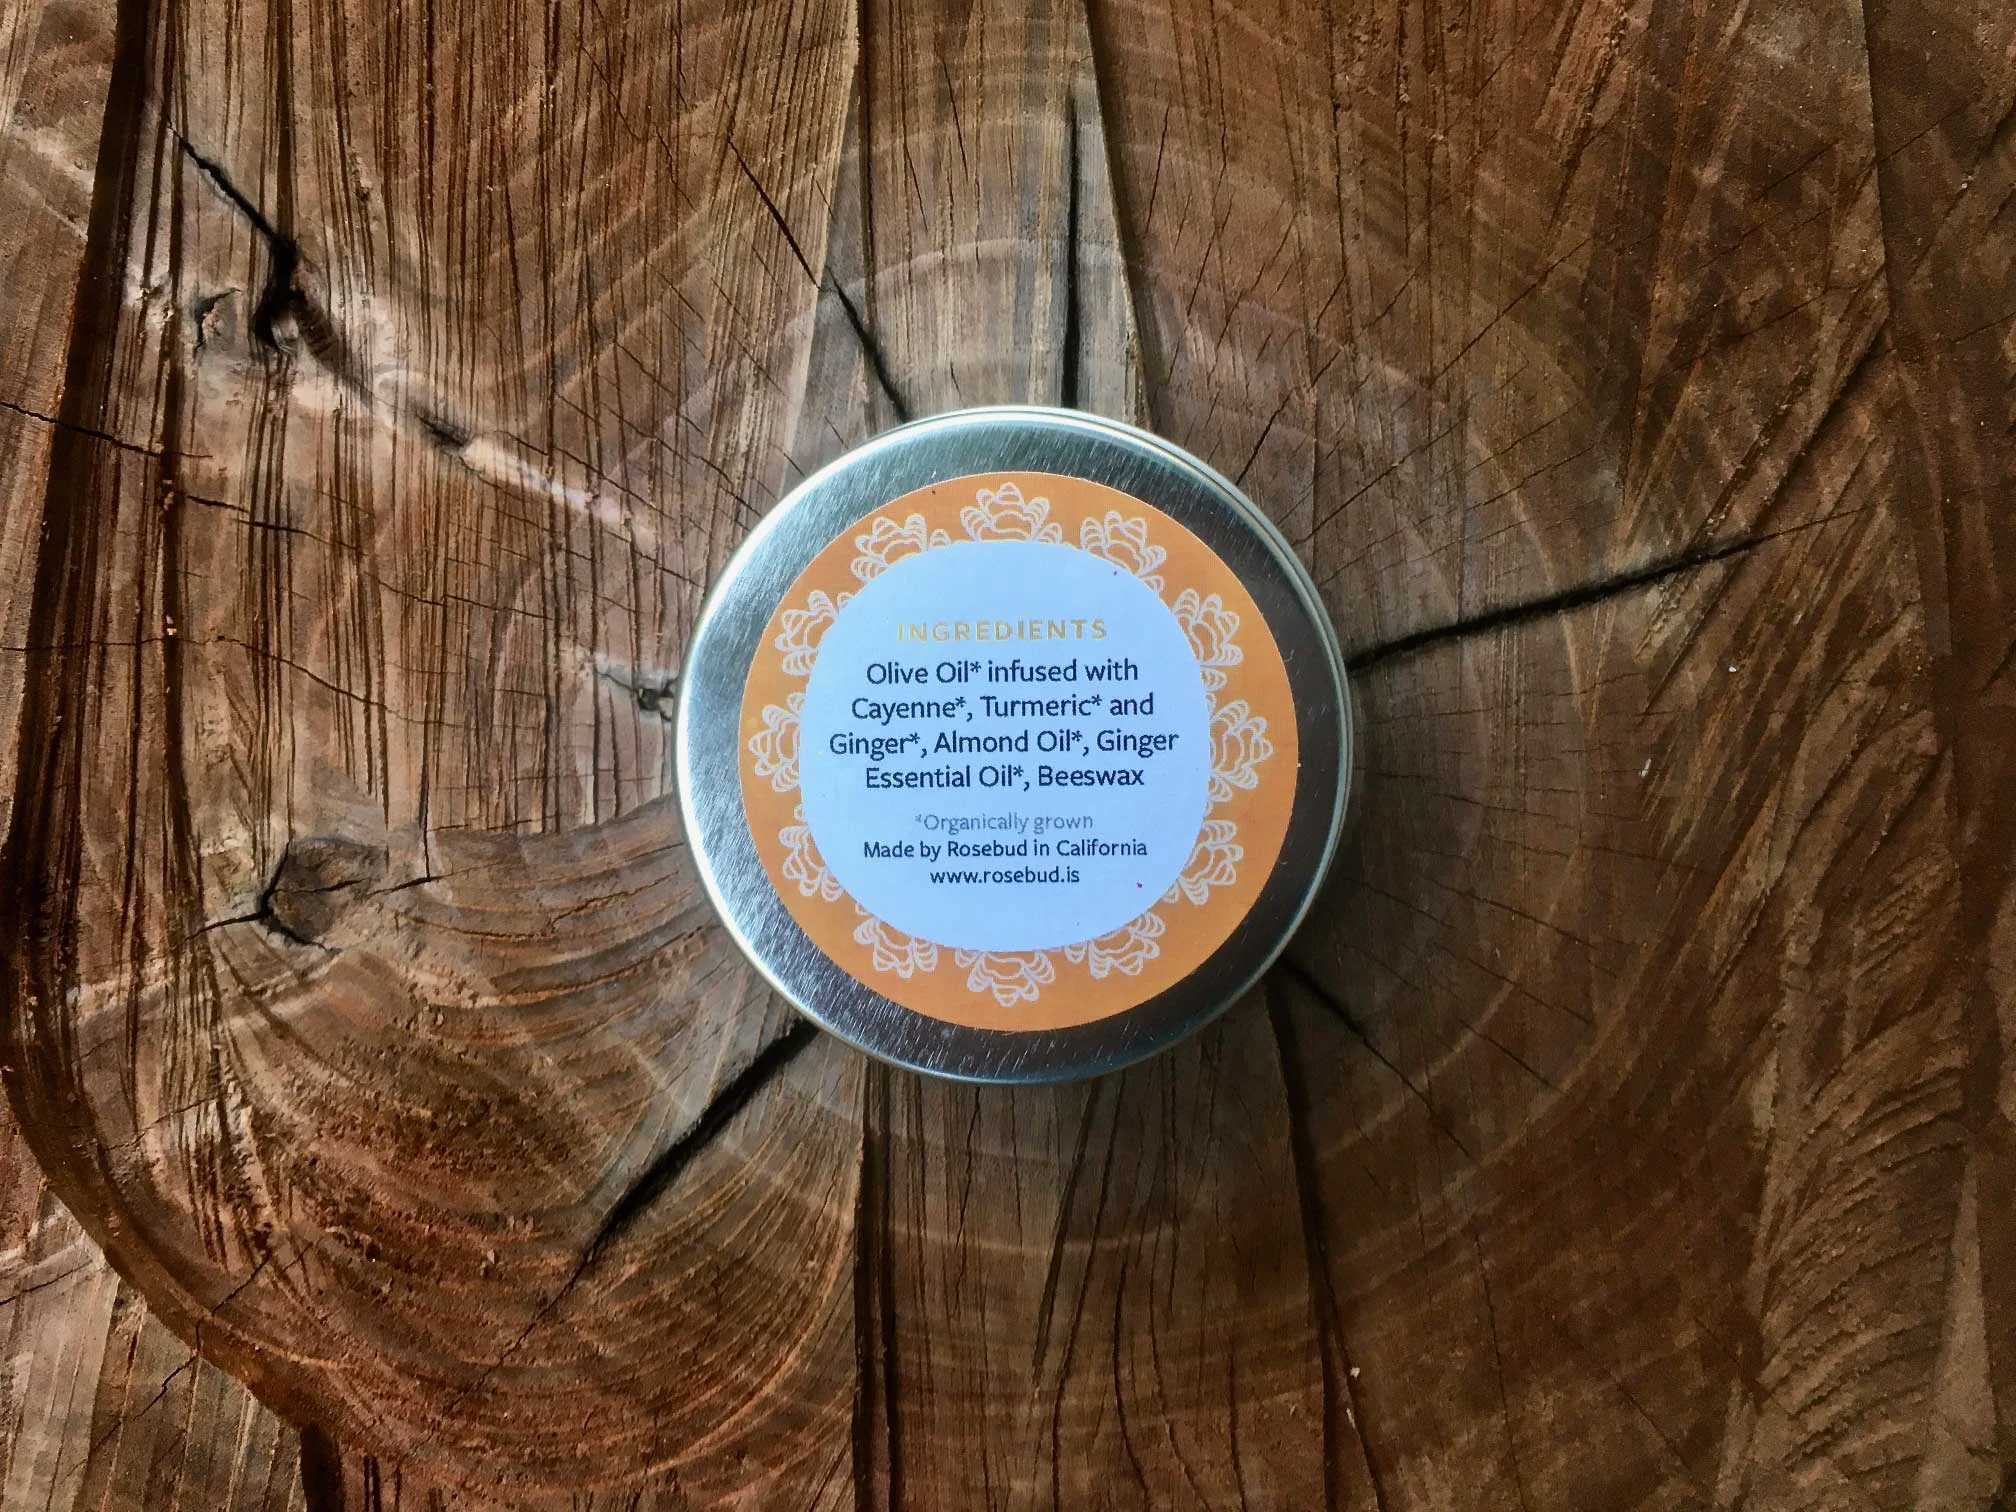 INGREDIENTS
Olive Oil* infused with
Cayenne*, Turmeric* and
Ginger*, Almond Oil*, Ginger
Essential Oil*, Beeswax
*Organically grown
Made by Rosebud in California
www.rosebud.is